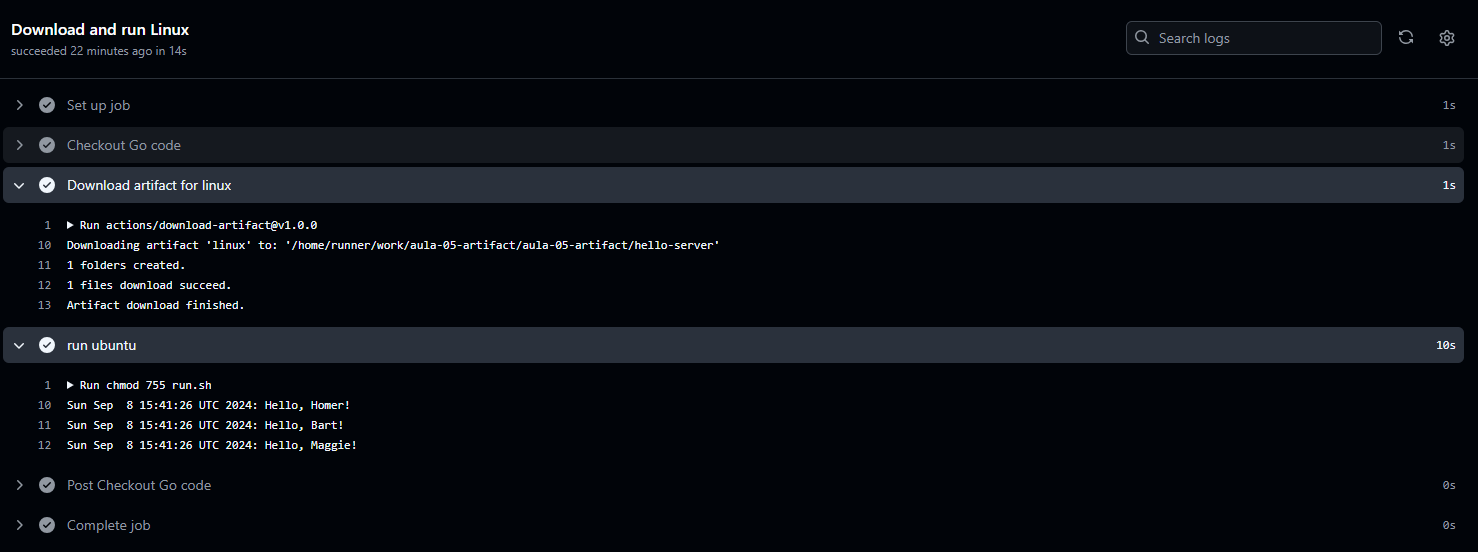 Download and run Linux
succeeded 22 minutes ago in 14s
Search logs
Set up job 1s
Checkout Go code 1s
Download artifact for linux 1s
1 Run actions/download-artifact@v1.0.0
10 Downloading artifact 'linux' to: '/home/runner/work/aula-05-artifact/aula-05-artifact/hello-server'
11 1 folders created.
12 1 files download succeed.
13 Artifact download finished.
run ubuntu 10s
1 Run chmod 755 run.sh
10 Sun Sep  8 15:41:26 UTC 2024: Hello, Homer!
11 Sun Sep  8 15:41:26 UTC 2024: Hello, Bart!
12 Sun Sep  8 15:41:26 UTC 2024: Hello, Maggie!
Post Checkout Go code 0s
Complete job 0s